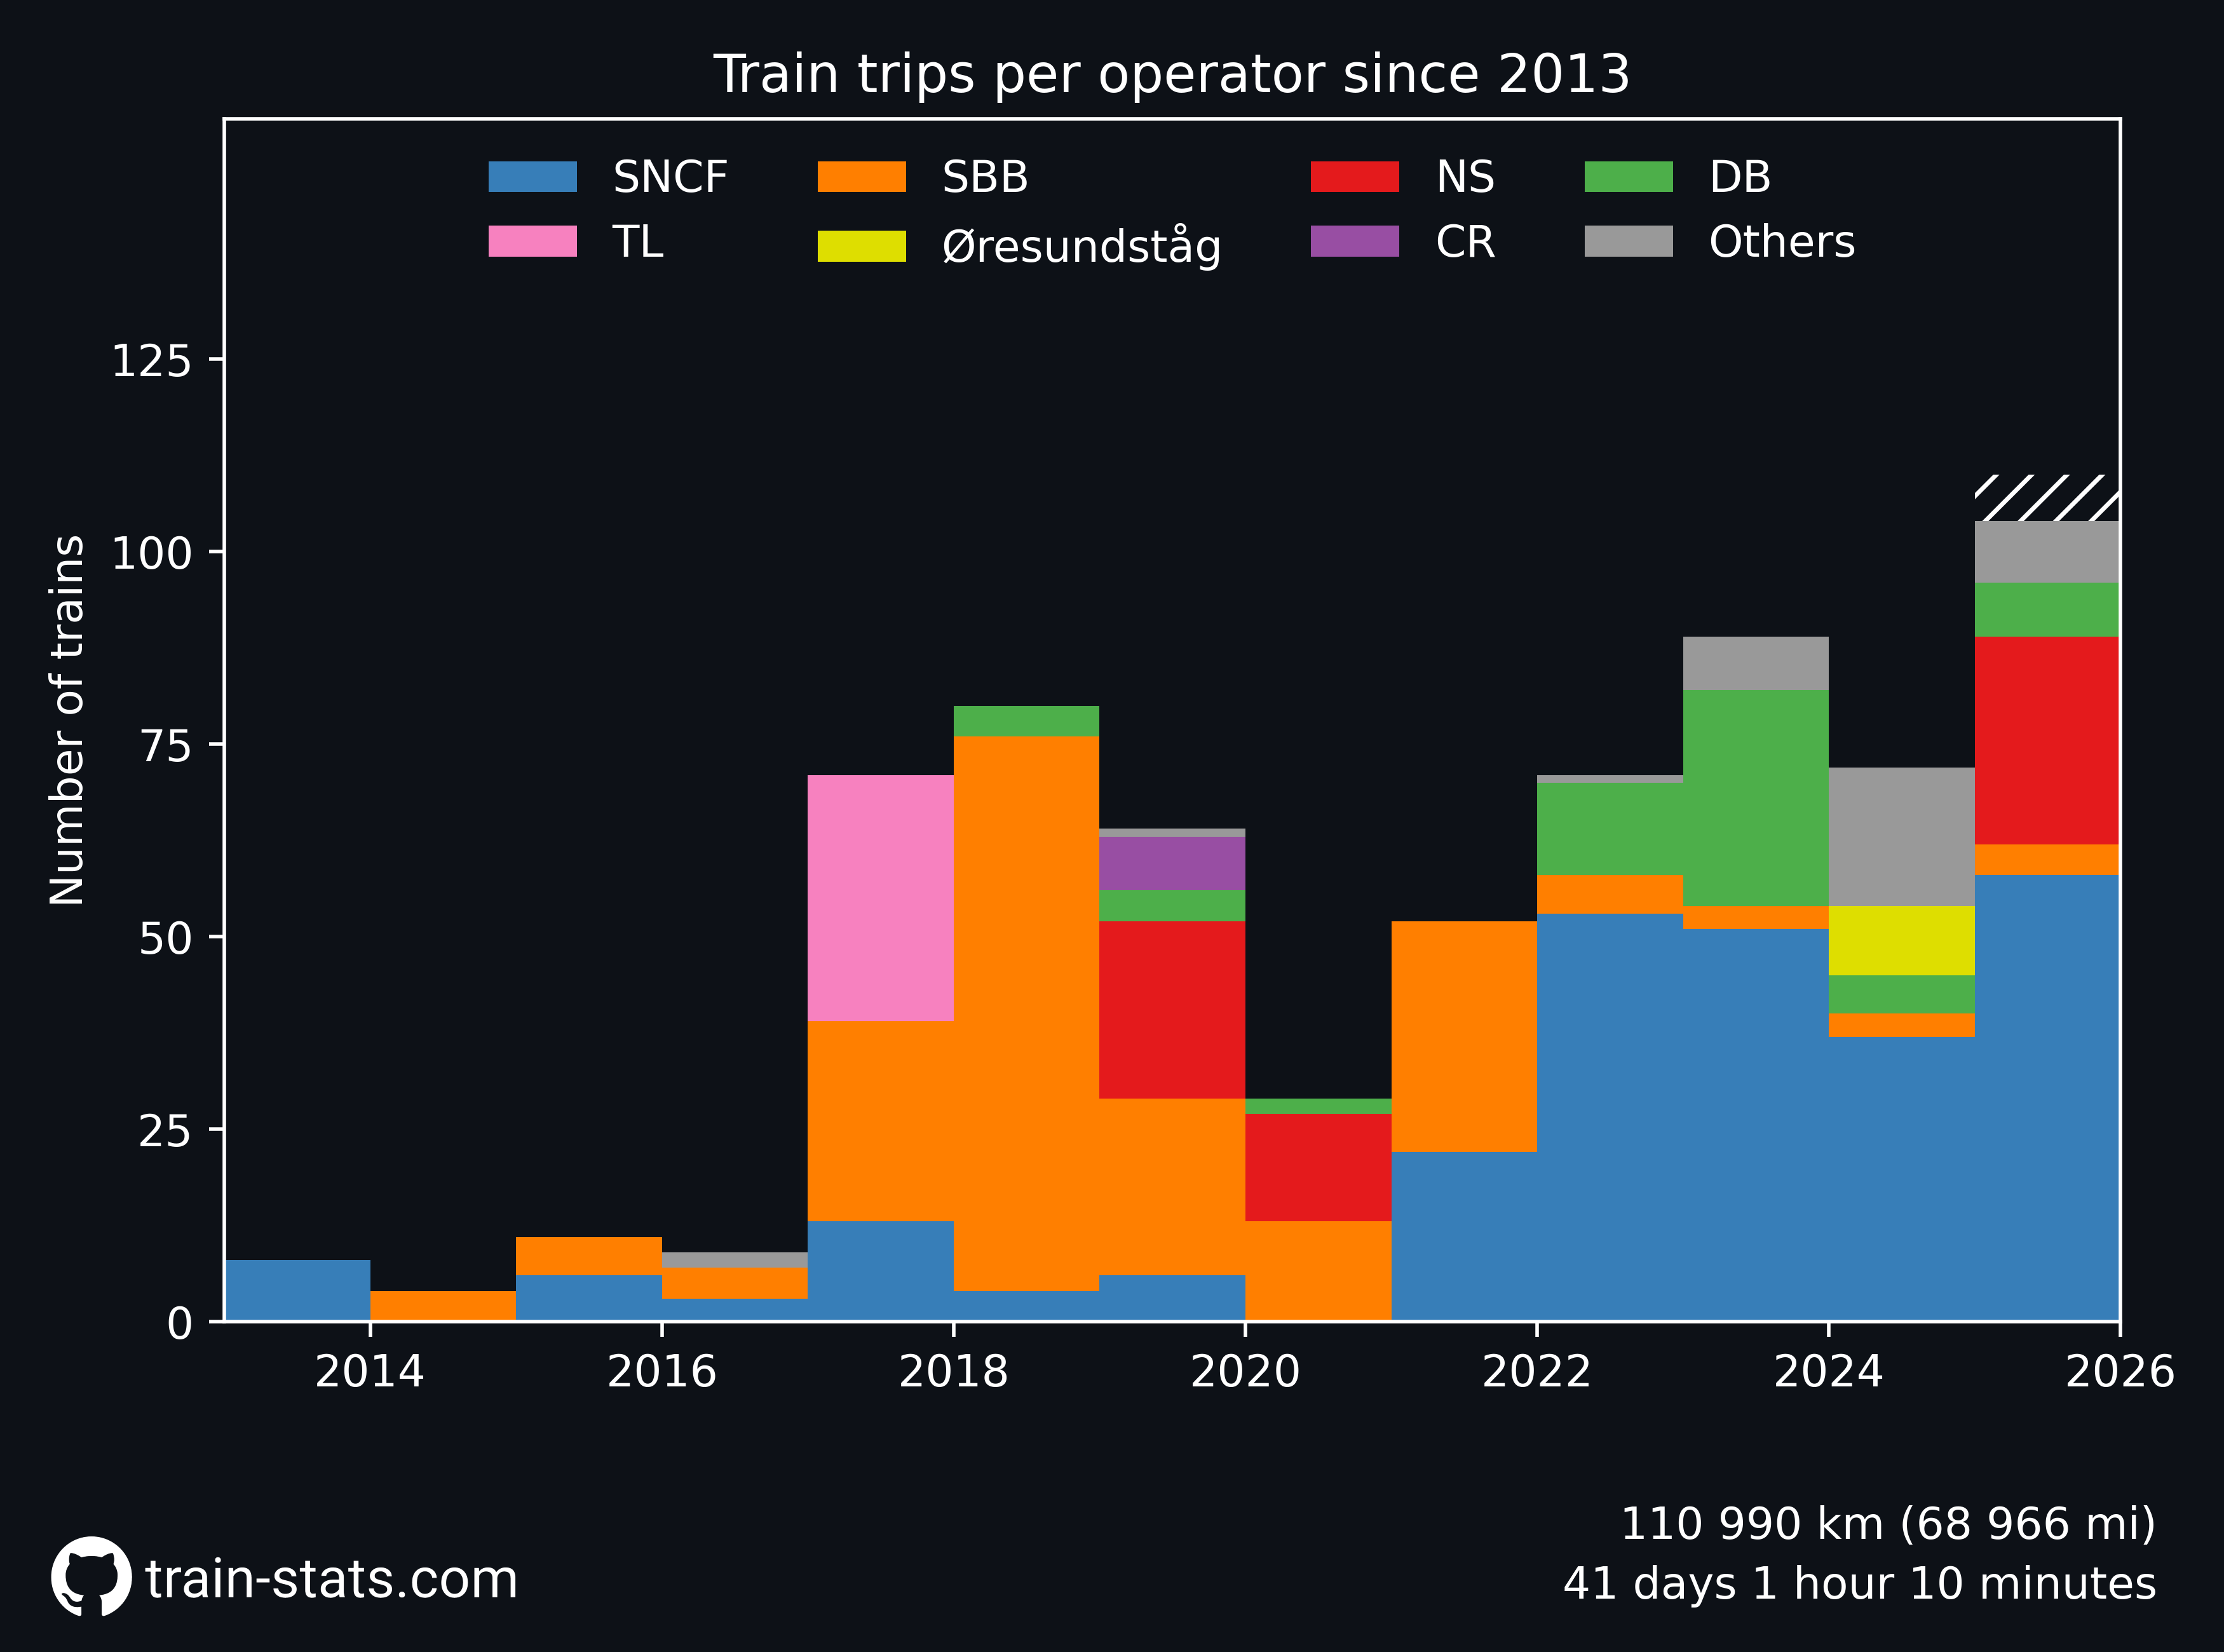 Train trips per operator since 2013
SNCF SBB NS DB
TL Øresundståg CR Others
Number of trains
125
100
75
50
25
0
2014 2016 2018 2020 2022 2024 2026
110 990 km (68 966 mi)
train-stats.com
41 days 1 hour 10 minutes